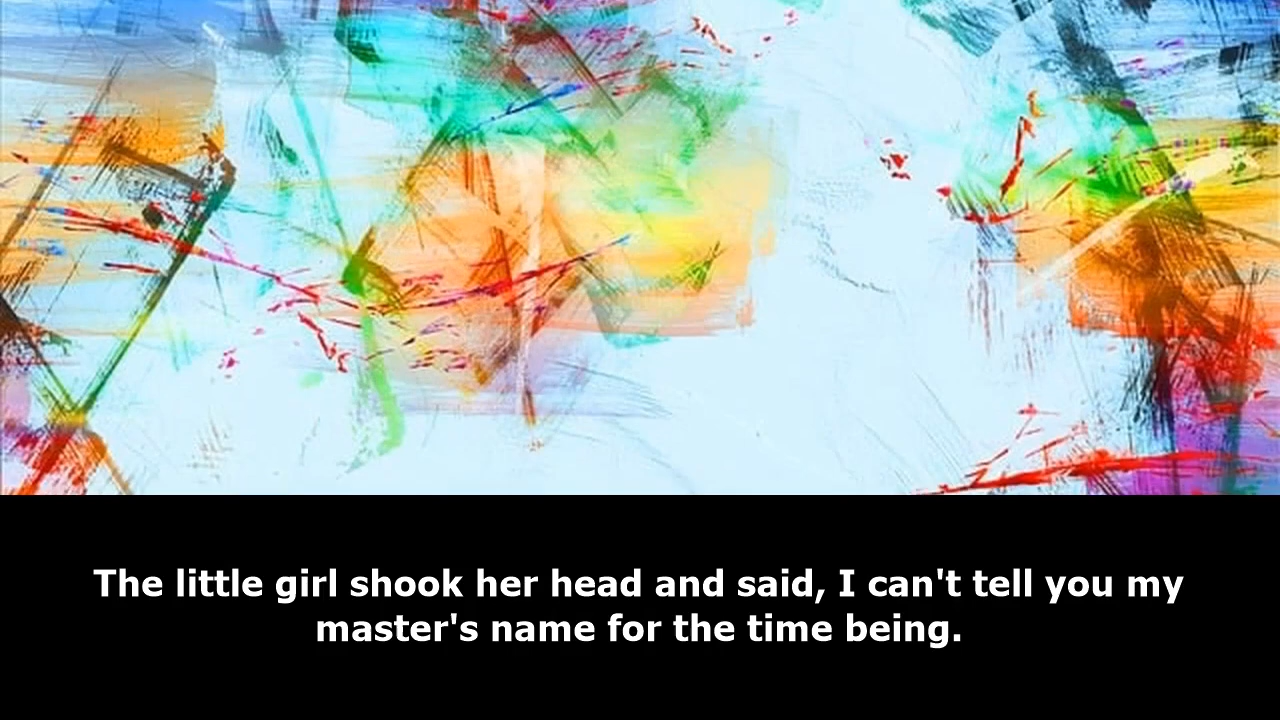 The little girl shook her head and said, I can't tell you my
master's name for the time being.